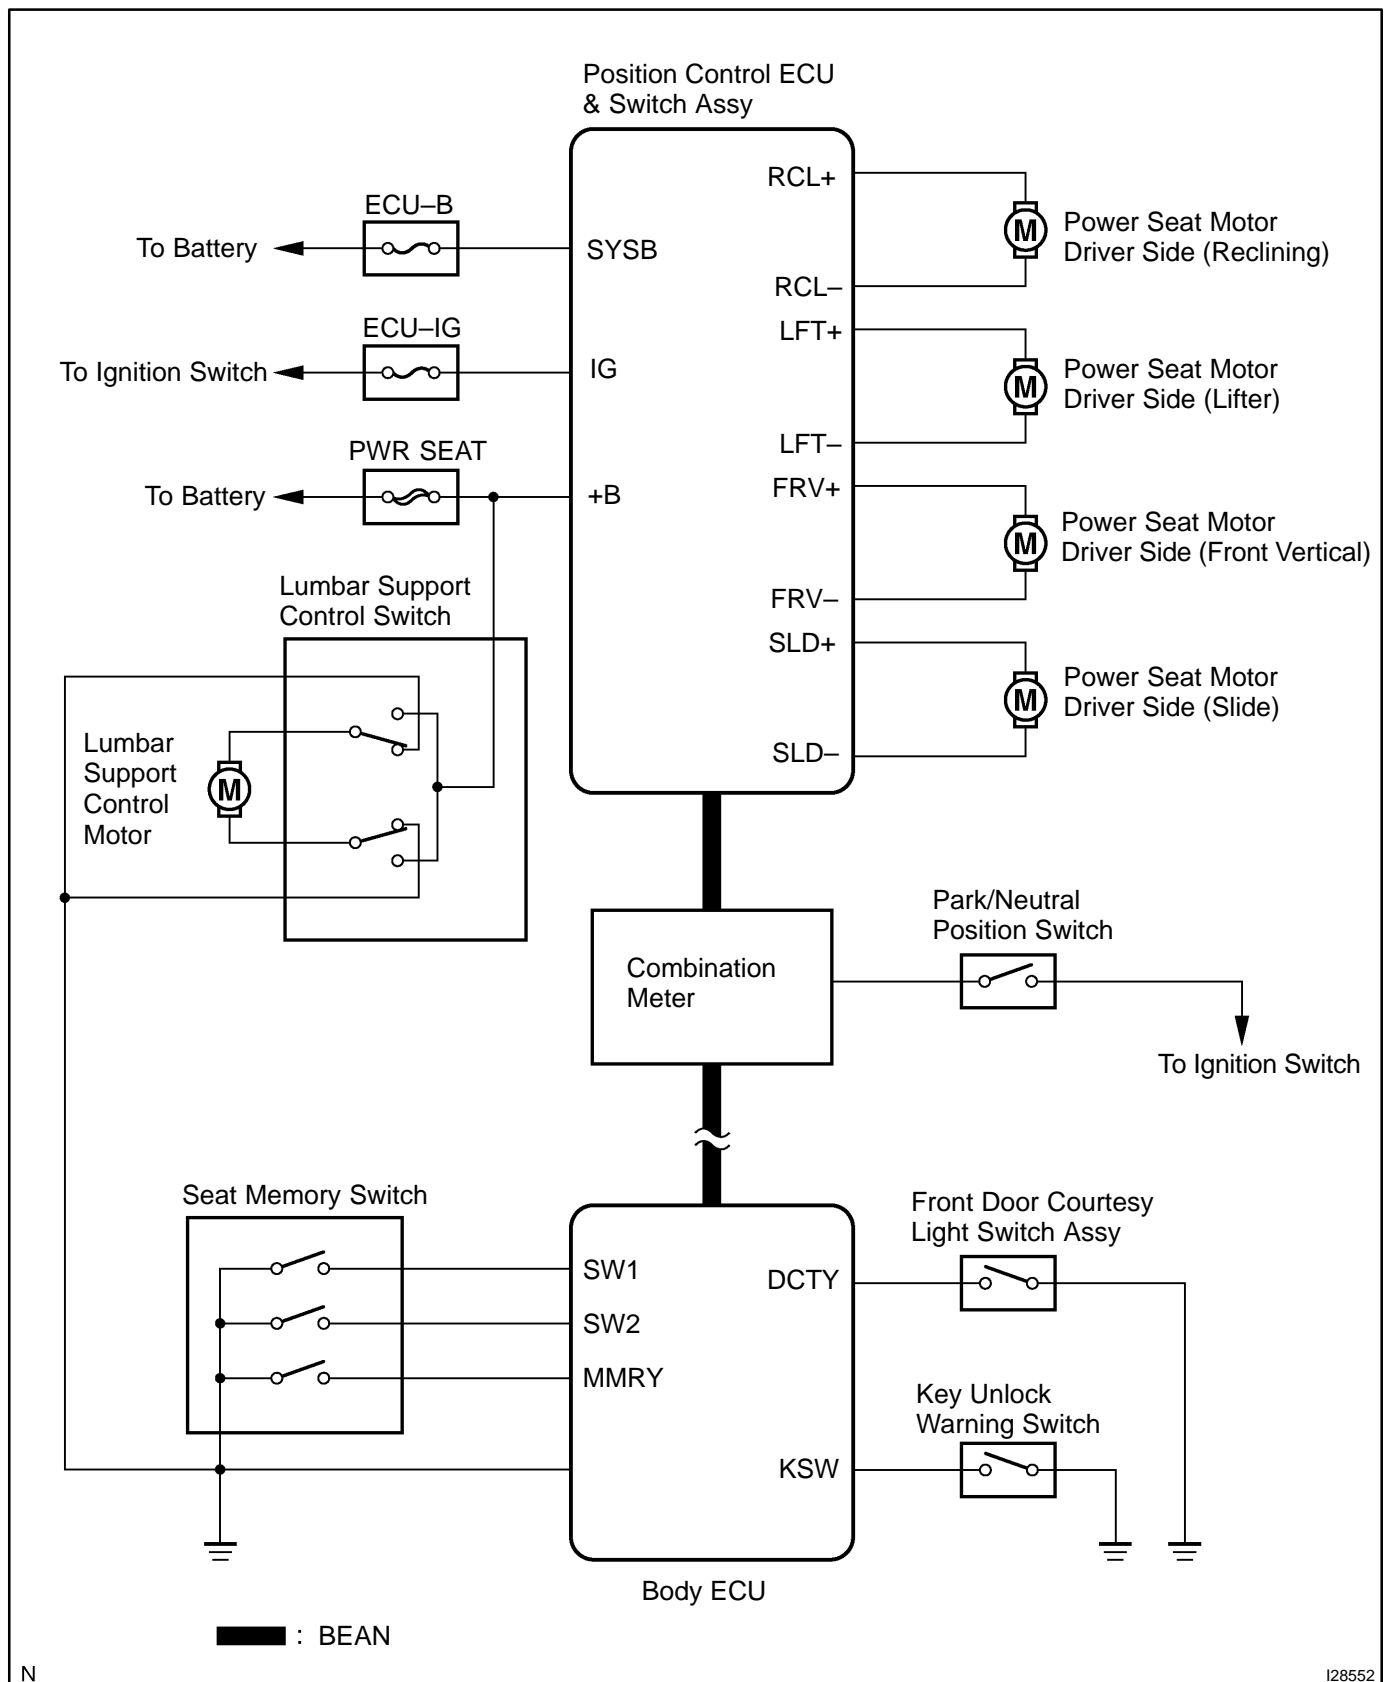 Position Control ECU
& Switch Assy
RCL+
ECU–B
To Battery
SYSB
M
Power Seat Motor
Driver Side (Reclining)
RCL–
ECU–IG
LFT+
To Ignition Switch
IG
M
Power Seat Motor
Driver Side (Lifter)
PWR SEAT
LFT–
To Battery
+B
FRV+
M
Power Seat Motor
Driver Side (Front Vertical)
Lumbar Support
Control Switch
FRV–
SLD+
M
Power Seat Motor
Driver Side (Slide)
Lumbar
Support
Control
Motor
M
SLD–
Park/Neutral
Position Switch
Combination
Meter
To Ignition Switch
Seat Memory Switch
Front Door Courtesy
Light Switch Assy
SW1
DCTY
SW2
MMRY
Key Unlock
Warning Switch
KSW
Body ECU
: BEAN
N
I28552